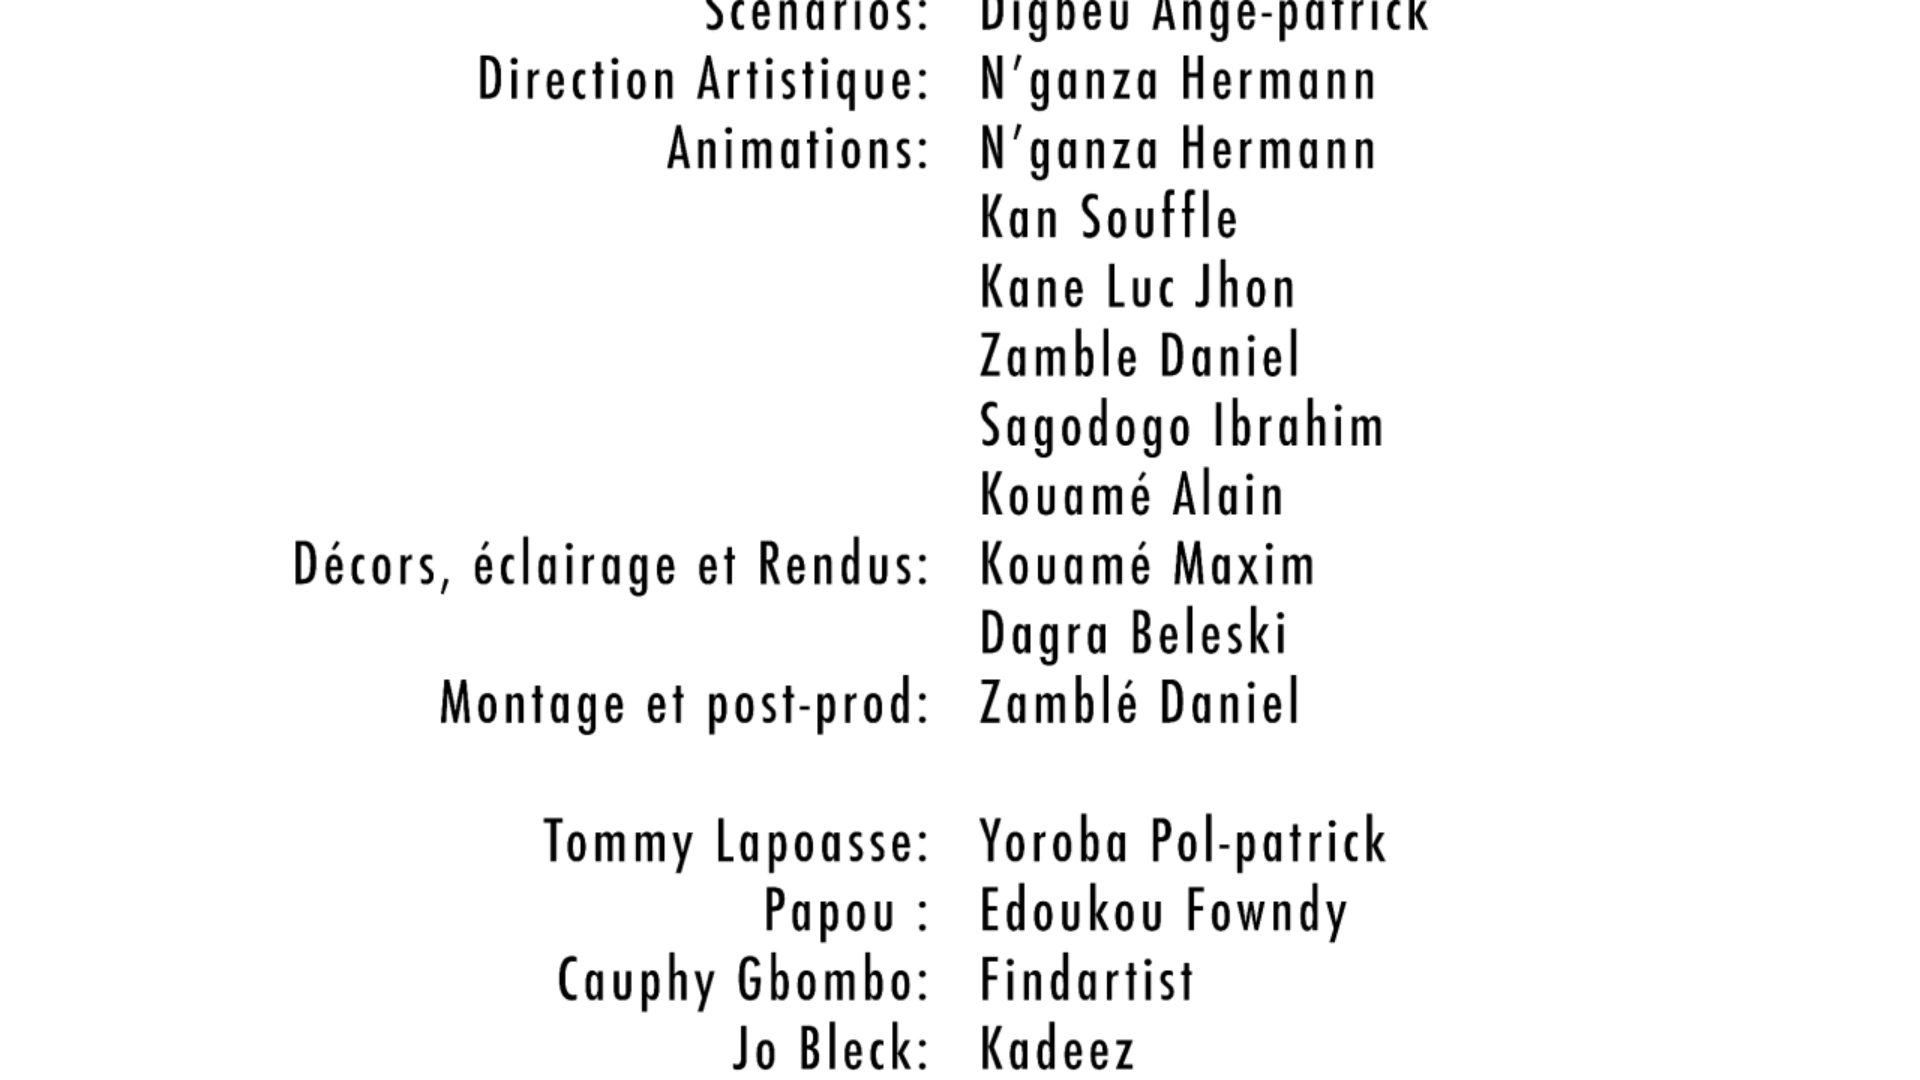 Scénarios: Digbeu Ange-patrick
Direction Artistique: N’ganza Hermann
Animations: N’ganza Hermann
Kan Souffle
Kane Luc Jhon
Zamble Daniel
Sagodogo Ibrahim
Kouamé Alain
Décors, éclairage et Rendus: Kouamé Maxim
Dagra Beleski
Montage et post-prod: Zamblé Daniel
Tommy Lapoasse: Yoroba Pol-patrick
Papou : Edoukou Fowndy
Cauphy Gbombo: Findartist
Jo Bleck: Kadeez